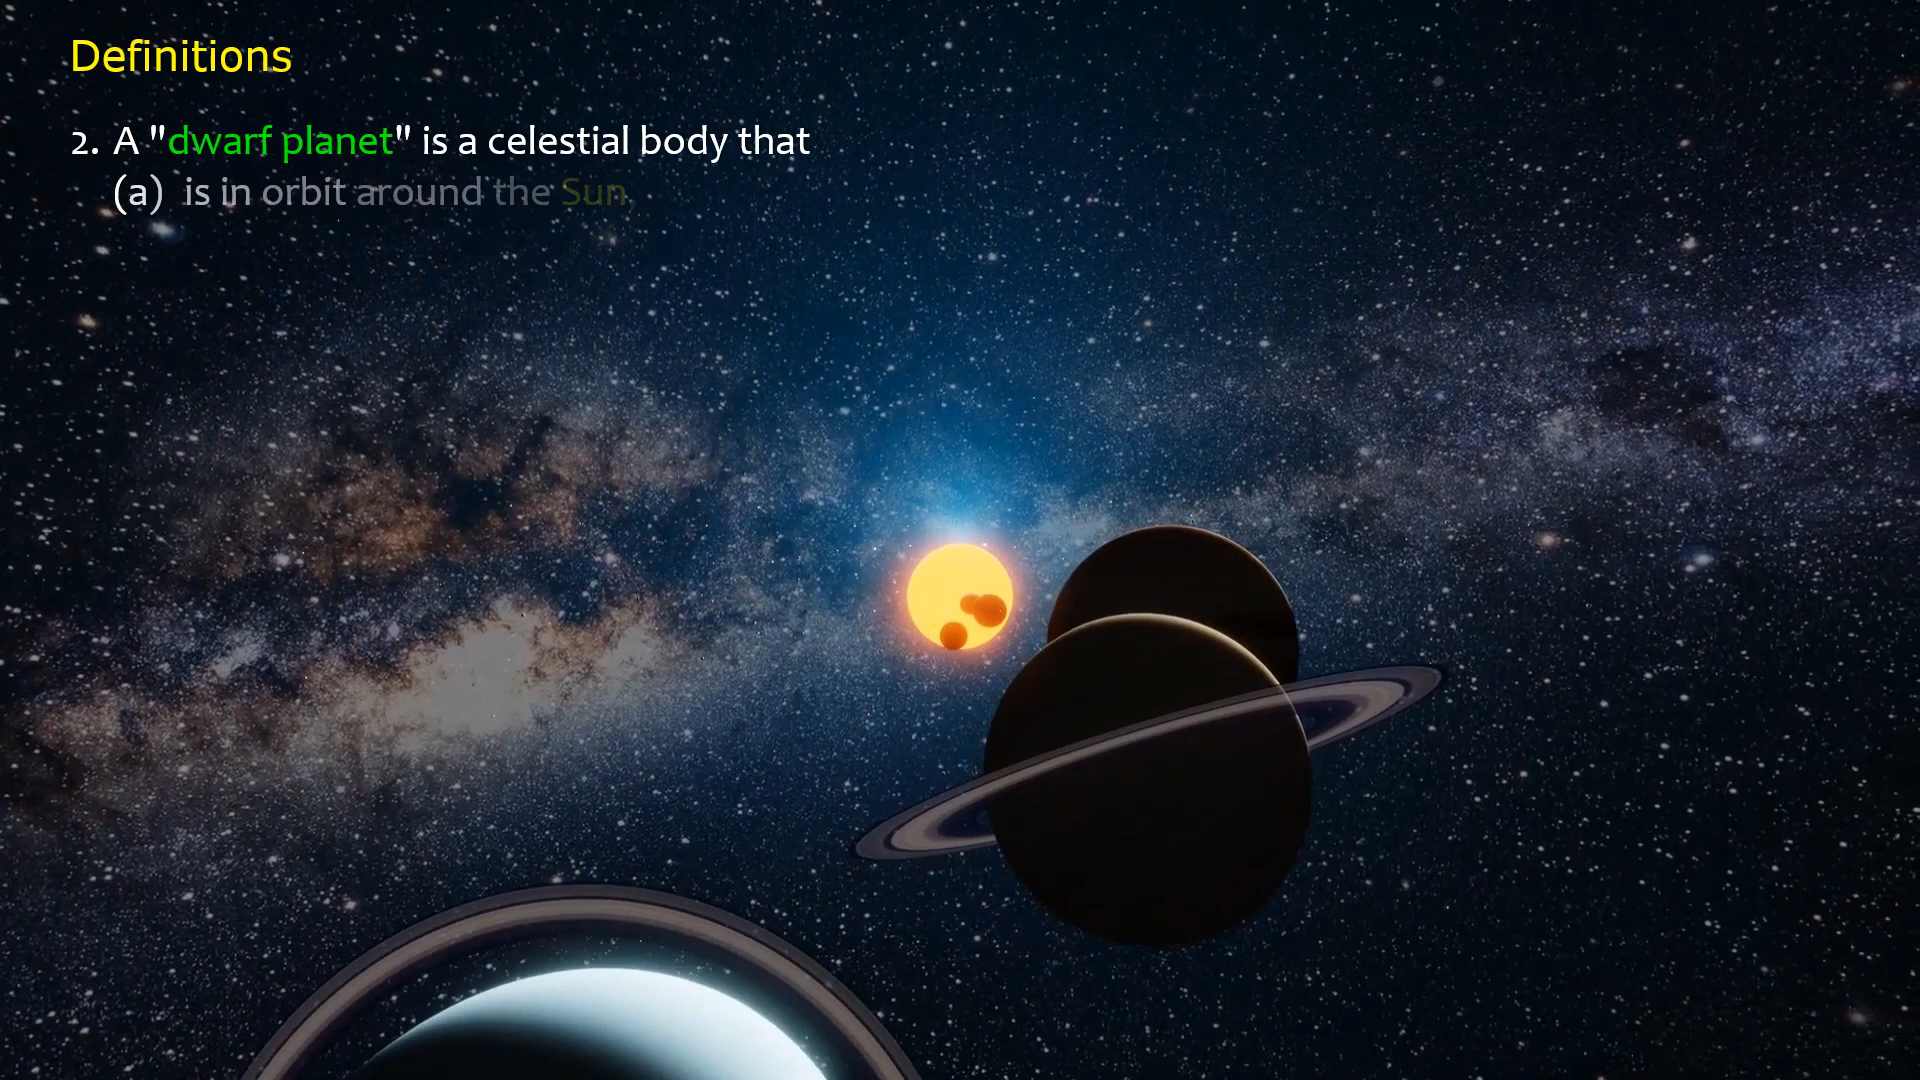 Definitions
2. A "dwarf planet" is a celestial body that
(a) is in orbit around the Sun